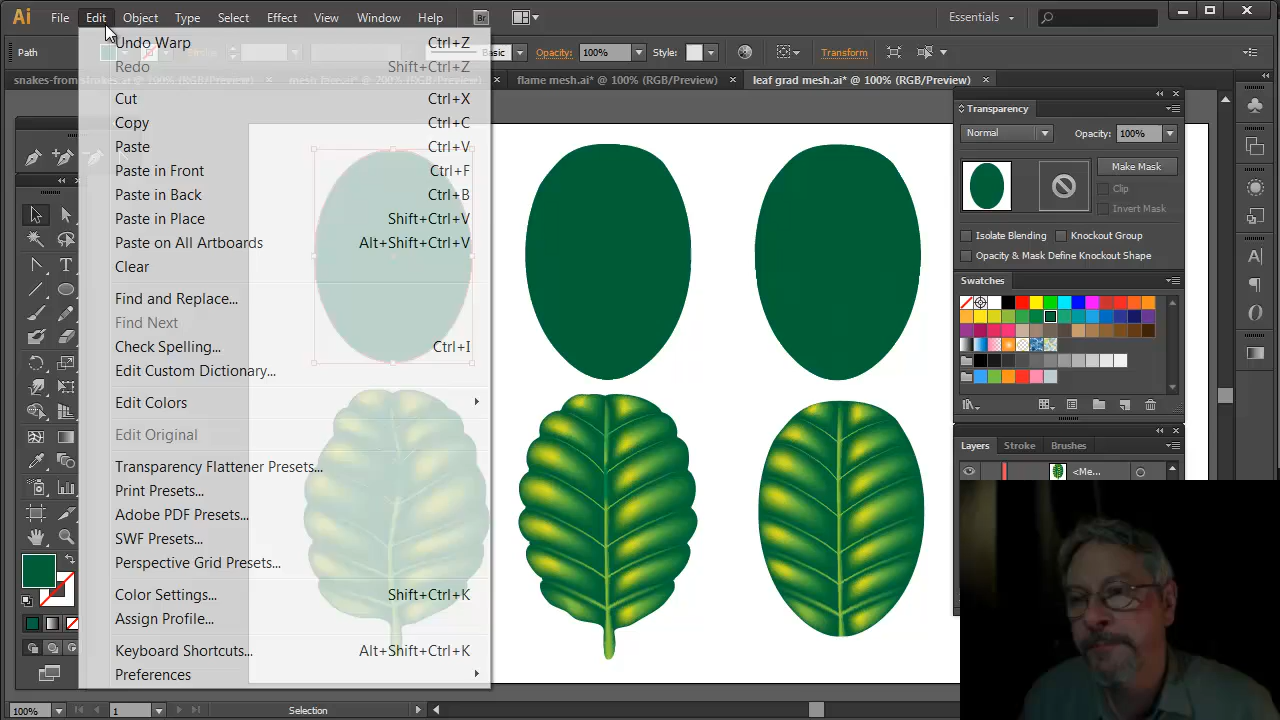 Ai File Edit Object Type Select Effect View Window Help Br Essentials
Path Basic Opacity: 100% Style: Transform
flame mesh.ai* @ 100% (RGB/Preview) × leaf grad mesh.ai* @ 100% (RGB/Preview) ×
Undo Warp Ctrl+Z
Redo Shift+Ctrl+Z
Cut Ctrl+X
Copy Ctrl+C
Paste Ctrl+V
Paste in Front Ctrl+F
Paste in Back Ctrl+B
Paste in Place Shift+Ctrl+V
Paste on All Artboards Alt+Shift+Ctrl+V
Clear
Find and Replace...
Find Next
Check Spelling... Ctrl+I
Edit Custom Dictionary...
Edit Colors
Edit Original
Transparency Flattener Presets...
Print Presets...
Adobe PDF Presets...
SWF Presets...
Perspective Grid Presets...
Color Settings... Shift+Ctrl+K
Assign Profile...
Keyboard Shortcuts... Alt+Shift+Ctrl+K
Preferences
Transparency
Normal Opacity: 100%
Make Mask
Clip
Invert Mask
Isolate Blending Knockout Group
Opacity & Mask Define Knockout Shape
Swatches
Layers Stroke Brushes
<Me...
100% 1 Selection